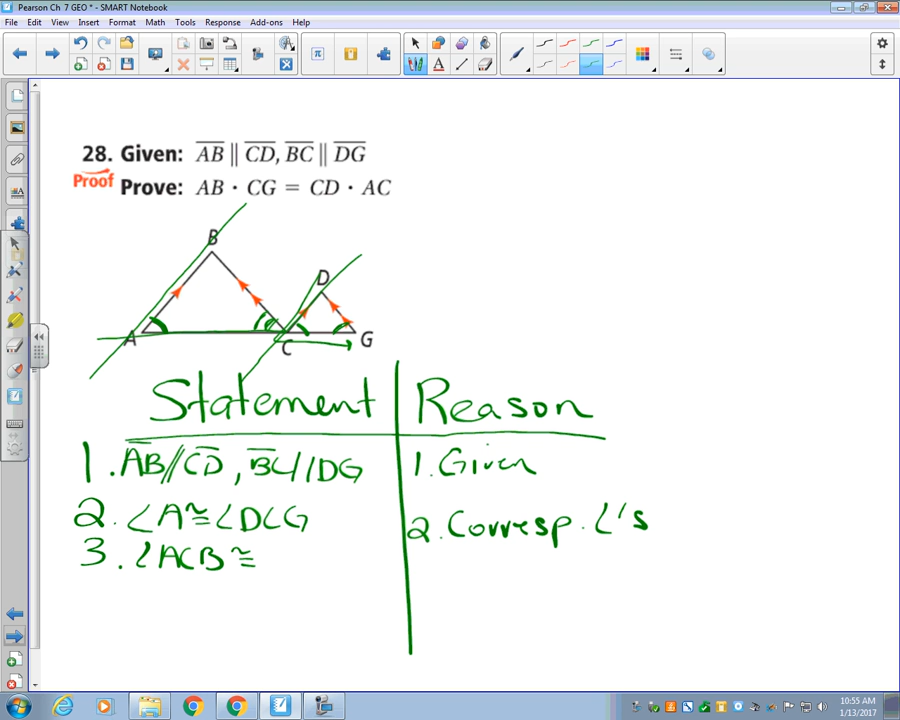 Pearson Ch 7 GEO * - SMART Notebook
File Edit View Insert Format Math Tools Requests Add-ons Help
28. Given: AB ∥ CD, BC ∥ DG
Proof Prove: AB · CG = CD · AC
B
D
A
C
G
Statement Reason
1. AB//CD, BC//DG 1. Given
2. ∠A≅∠DCG 2. Corresp. ∠'s
3. ∠ACB≅
10:55 AM
1/13/2017